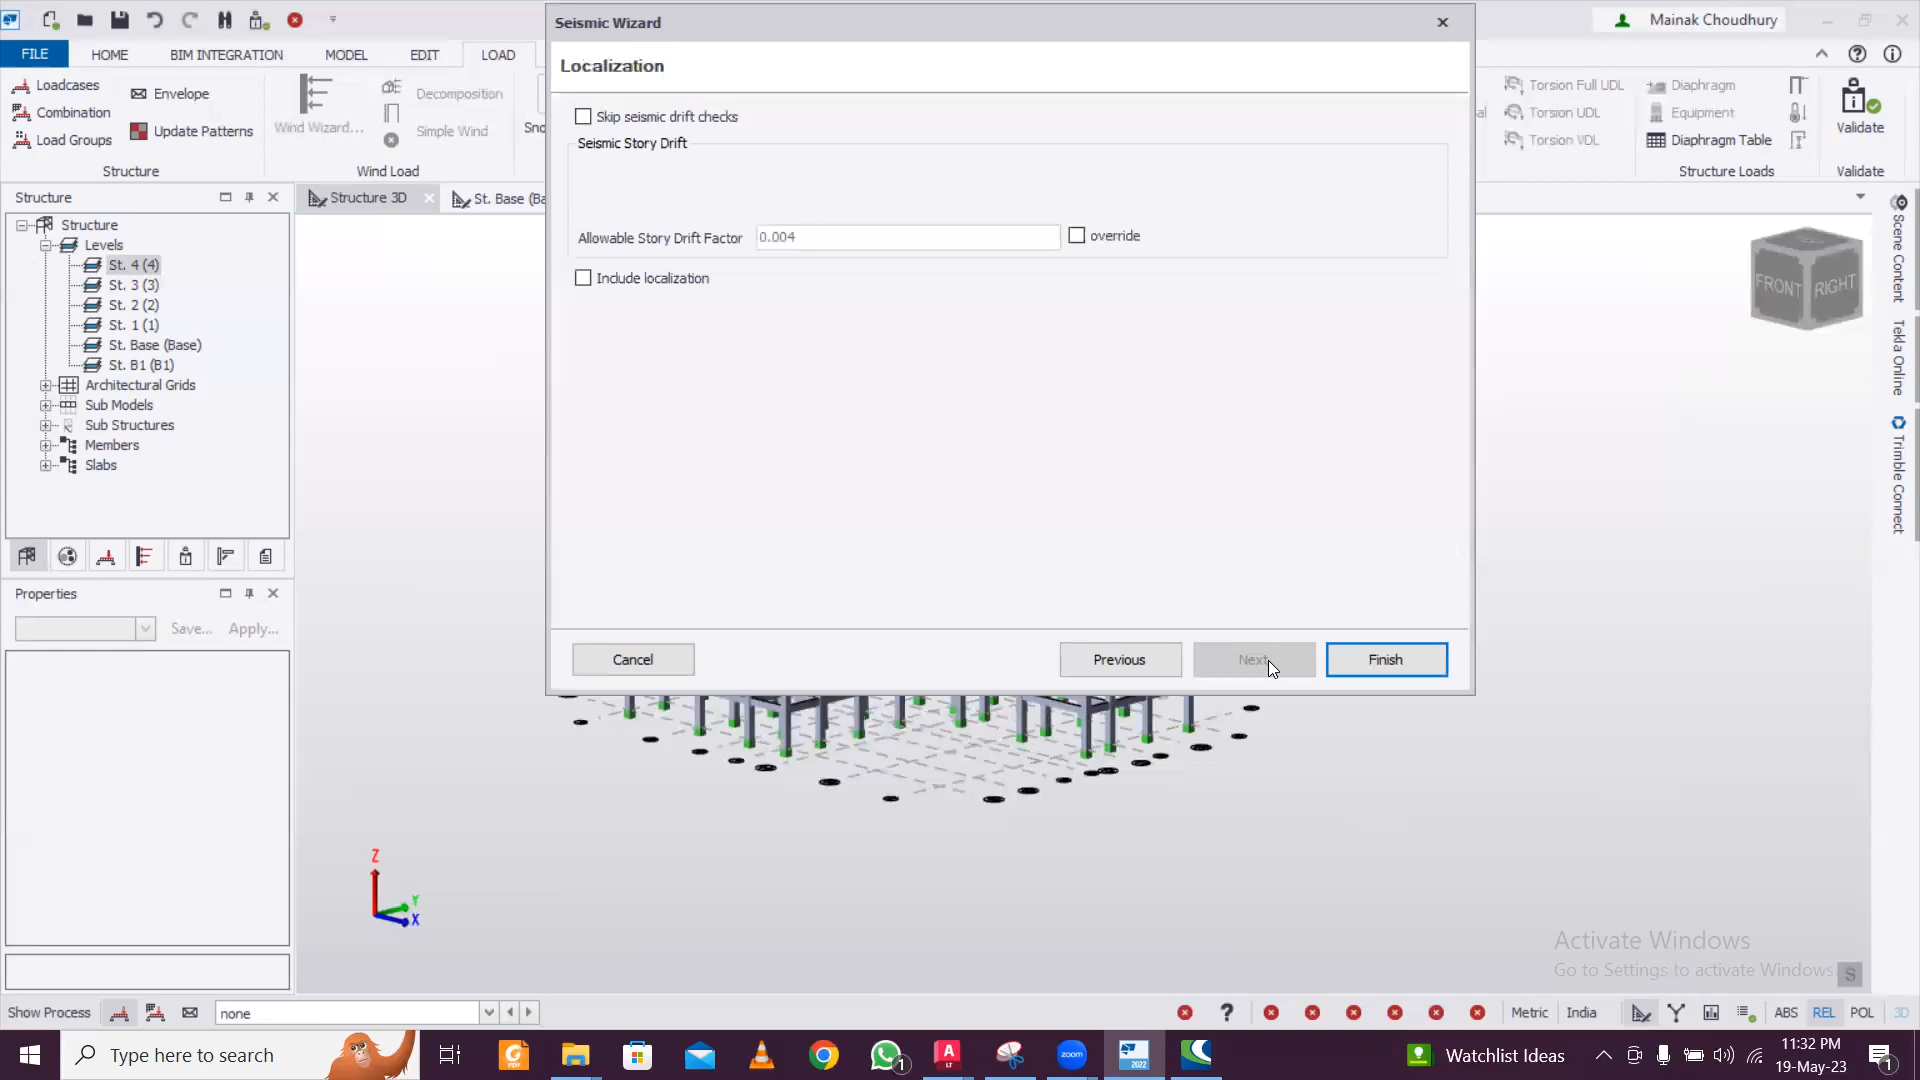 Seismic Wizard
Mainak Choudhury
FILE
HOME
BIM INTEGRATION
MODEL
EDIT
LOAD
Localization
Loadcases
Combination
Load Groups
Envelope
Update Patterns
Structure
Wind Wizard...
Decomposition
Simple Wind
Wind Load
Torsion Full UDL
Torsion UDL
Torsion VDL
Diaphragm
Equipment
Diaphragm Table
Structure Loads
Validate
Validate
Skip seismic drift checks
Seismic Story Drift
Allowable Story Drift Factor
0.004
override
Include localization
Cancel
Previous
Next
Finish
Structure
Structure 3D
St. Base (Ba
Structure
Levels
St. 4 (4)
St. 3 (3)
St. 2 (2)
St. 1 (1)
St. Base (Base)
St. B1 (B1)
Architectural Grids
Sub Models
Sub Structures
Members
Slabs
FRONT
RIGHT
Scene Content
Tekla Online
Trimble Connect
Properties
Save...
Apply...
Z
Y
X
Activate Windows
Go to Settings to activate Windows.
S
Show Process
none
Metric
India
ABS
REL
POL
3D
Type here to search
PDF
1
A
LT
zoom
2022
Watchlist Ideas
11:32 PM
19-May-23
1